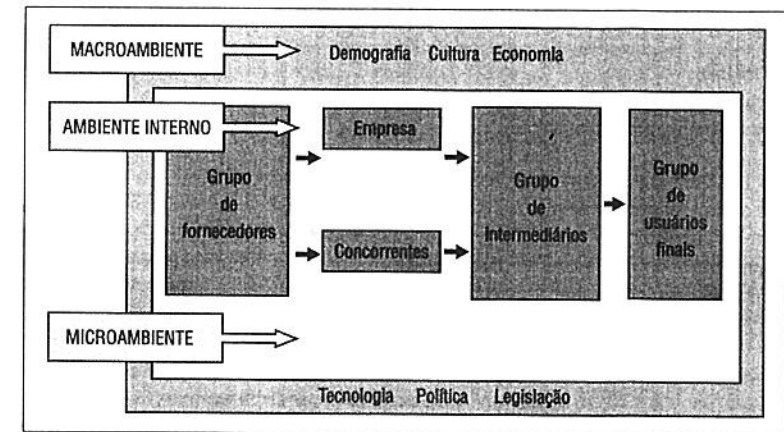 MACROAMBIENTE
Demografia Cultura Economia
AMBIENTE INTERNO
Empresa
Grupo
de
fornecedores
Concorrentes
Grupo
de
intermediários
Grupo
de
usuários
finais
MICROAMBIENTE
Tecnologia Política Legislação